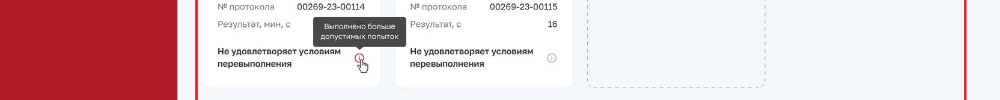 № протокола 00269-23-00114
Результат, мин, с
Выполнено больше
допустимых попыток
Не удовлетворяет условиям
перевыполнения
№ протокола 00269-23-00115
Результат, с 16
Не удовлетворяет условиям
перевыполнения